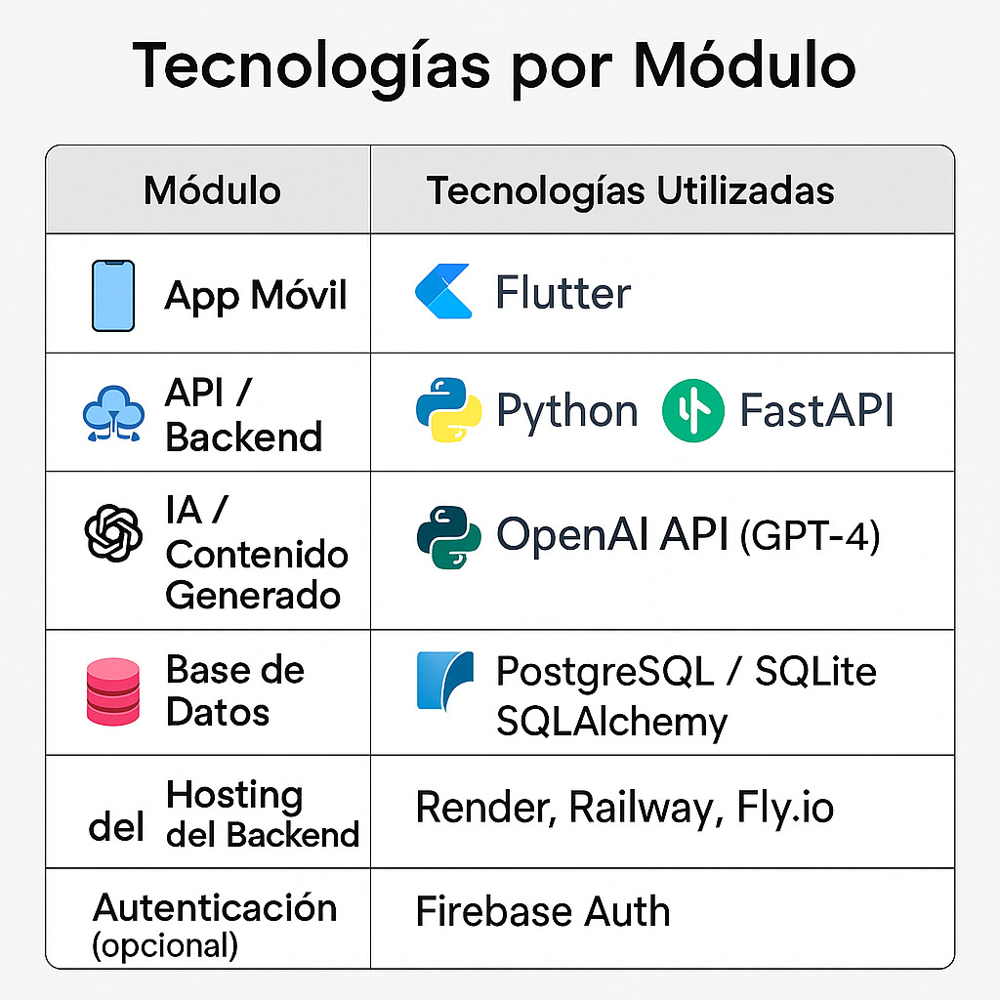 Tecnologías por Módulo
Módulo
Tecnologías Utilizadas
App Móvil
Flutter
API /
Backend
Python
FastAPI
IA /
Contenido
Generado
OpenAI API (GPT-4)
Base de
Datos
PostgreSQL / SQLite
SQLAlchemy
del
Hosting
del Backend
Render, Railway, Fly.io
Autenticación
(opcional)
Firebase Auth